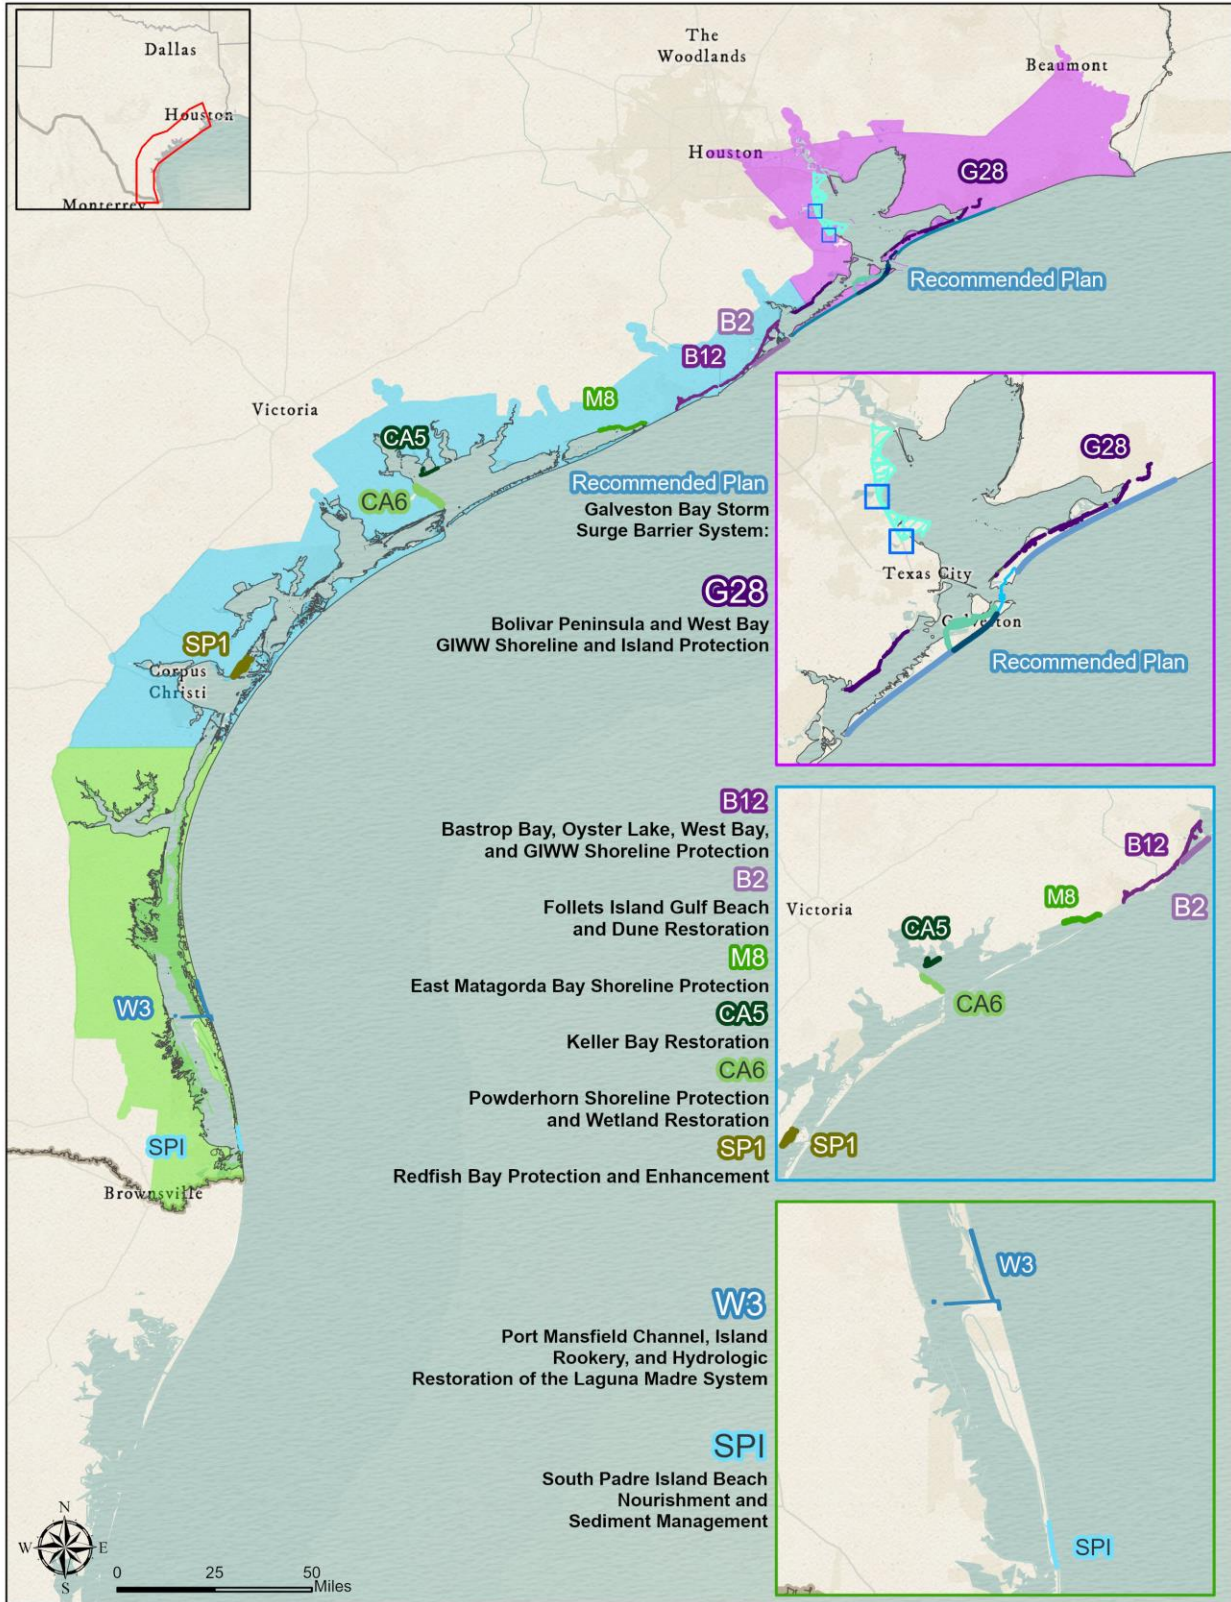 Dallas
Houston
Monterrey
The
Woodlands
Beaumont
Houston
G28
Recommended Plan
B2
B12
M8
Victoria
CA5
CA6
SP1
Corpus
Christi
W3
SPI
Brownsville
Recommended Plan
Galveston Bay Storm
Surge Barrier System:
G28
Bolivar Peninsula and West Bay
GIWW Shoreline and Island Protection
G28
Texas City
Galveston
Recommended Plan
B12
Bastrop Bay, Oyster Lake, West Bay,
and GIWW Shoreline Protection
B2
Follets Island Gulf Beach
and Dune Restoration
M8
East Matagorda Bay Shoreline Protection
CA5
Keller Bay Restoration
CA6
Powderhorn Shoreline Protection
and Wetland Restoration
SP1
Redfish Bay Protection and Enhancement
B12
M8
B2
Victoria
CA5
CA6
SP1
W3
Port Mansfield Channel, Island
Rookery, and Hydrologic
Restoration of the Laguna Madre System
SPI
South Padre Island Beach
Nourishment and
Sediment Management
W3
SPI
N
W E
S
0 25 50
Miles